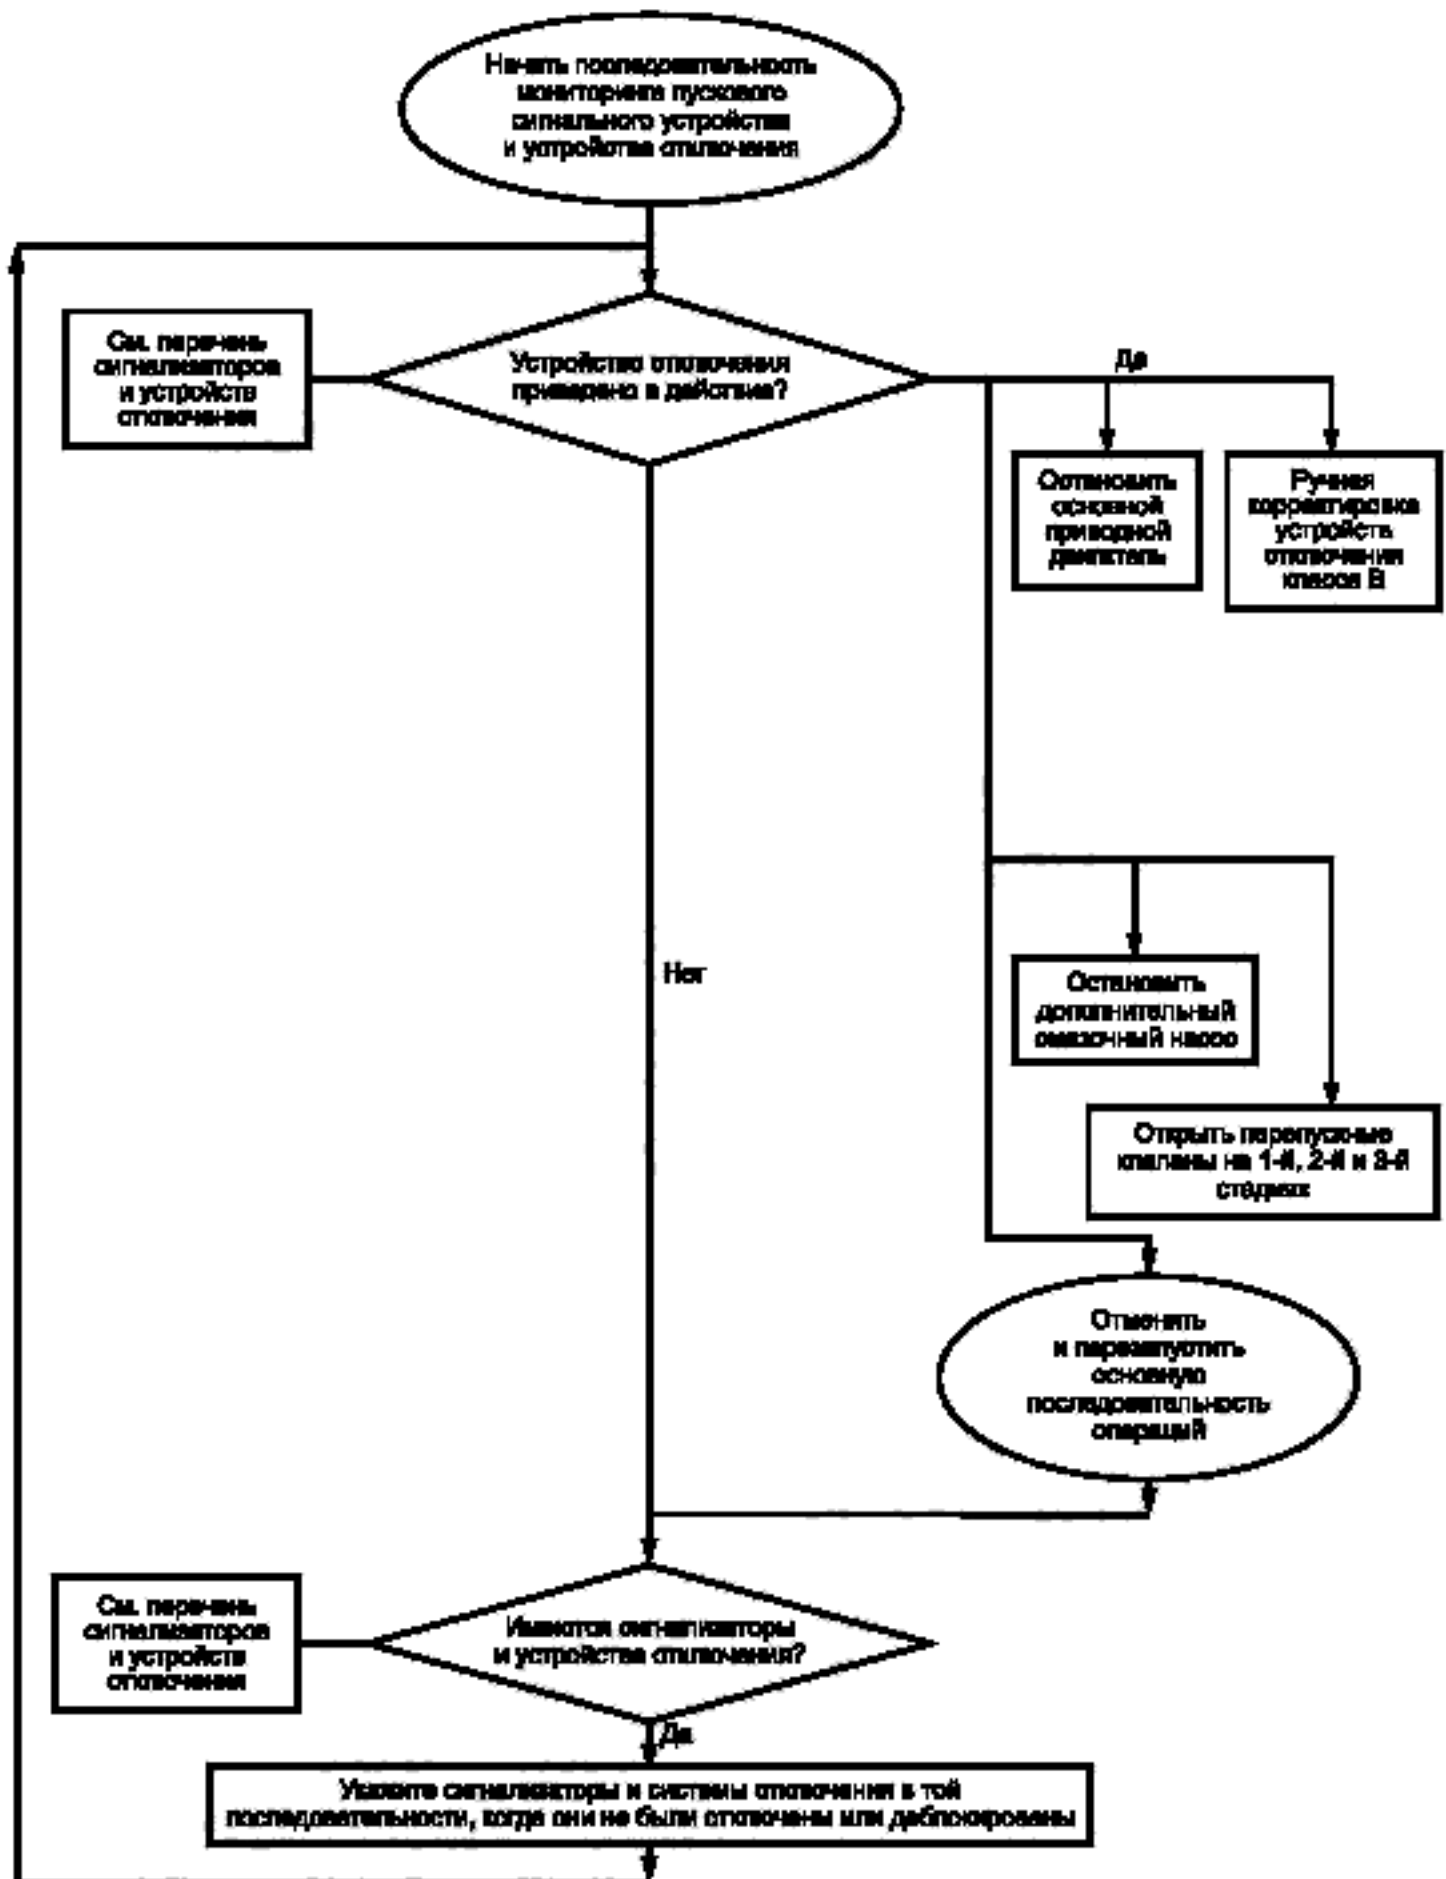 Начать последовательность
мониторинга пускового
сигнального устройства
и устройства отключения
См. перечень
сигнализаторов
и устройств
отключения
Устройство отключения
приведено в действие?
Да
Остановить
основной
приводной
двигатель
Ручная
корректировка
устройств
отключения
класса В
Нет
Остановить
дополнительный
смазочный насос
Открыть перепускные
клапаны на 1-й, 2-й и 3-й
стадиях
Отменить
и перезапустить
основную
последовательность
операций
См. перечень
сигнализаторов
и устройств
отключения
Имеются сигнализаторы
и устройства отключения?
Да
Укажите сигнализаторы и системы отключения в той
последовательности, когда они не были отключены или деблокированы